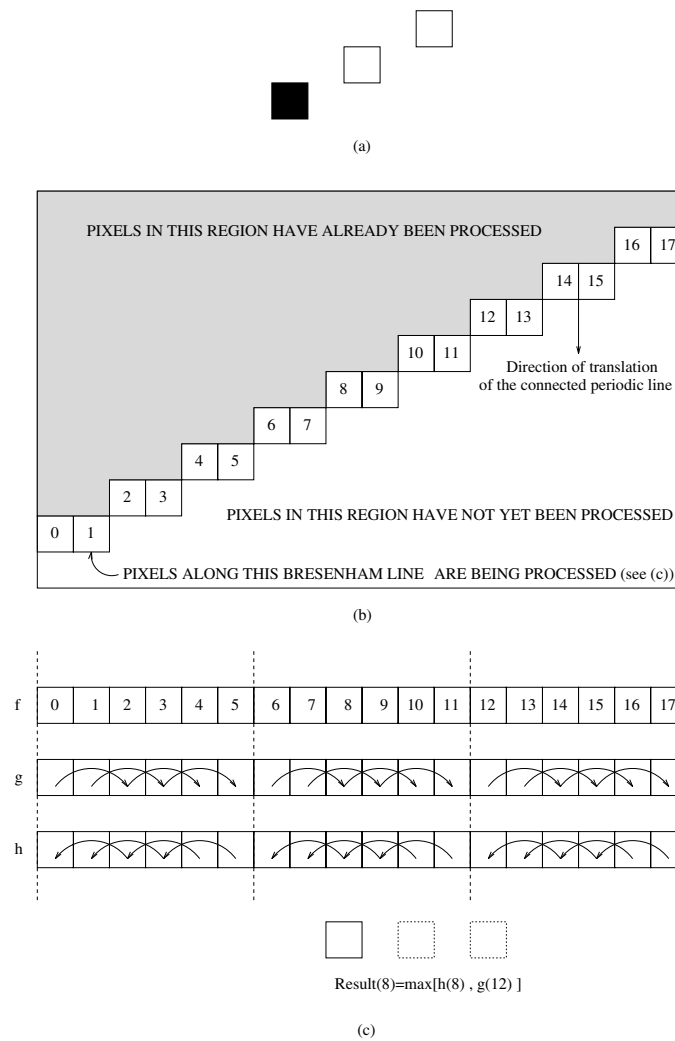 (a)
PIXELS IN THIS REGION HAVE ALREADY BEEN PROCESSED
16 17
14 15
12 13
10 11
Direction of translation
of the connected periodic line
8 9
6 7
4 5
2 3
PIXELS IN THIS REGION HAVE NOT YET BEEN PROCESSED
0 1
PIXELS ALONG THIS BRESENHAM LINE ARE BEING PROCESSED (see (c))
(b)
f 0 1 2 3 4 5 6 7 8 9 10 11 12 13 14 15 16 17
g
h
Result(8)=max[h(8) , g(12) ]
(c)